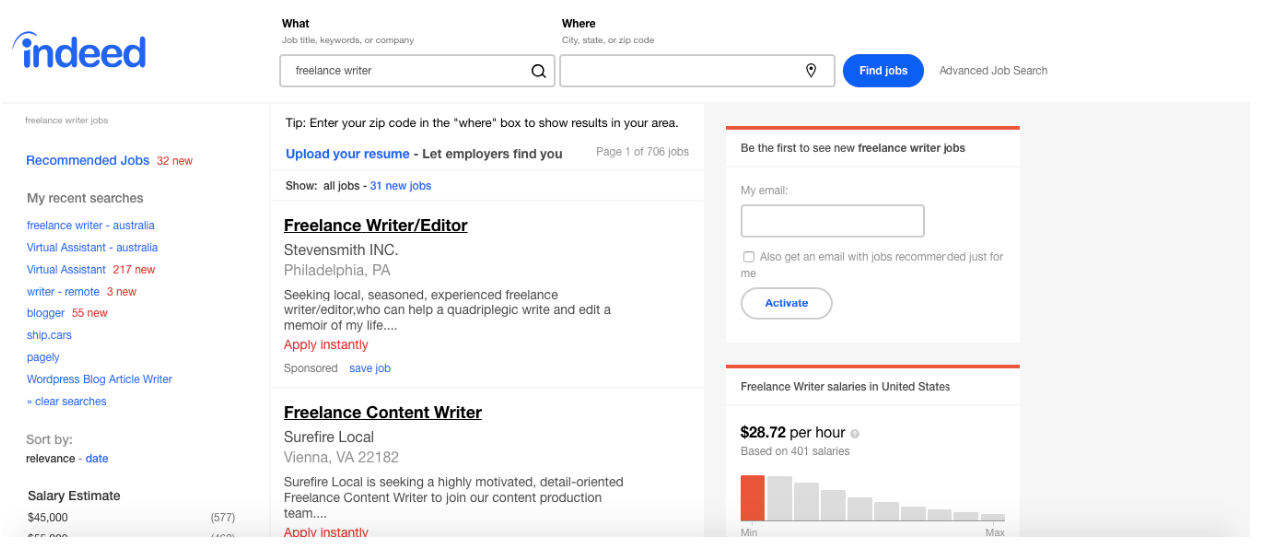 indeed
What
Job title, keywords, or company
freelance writer
Where
City, state, or zip code
Find jobs
Advanced Job Search
freelance writer jobs
Recommended Jobs 32 new
My recent searches
freelance writer - australia
Virtual Assistant - australia
Virtual Assistant 217 new
writer - remote 3 new
blogger 55 new
ship.cars
pagely
Wordpress Blog Article Writer
» clear searches
Sort by:
relevance - date
Salary Estimate
$45,000 (577)
Tip: Enter your zip code in the "where" box to show results in your area.
Upload your resume - Let employers find you Page 1 of 706 jobs
Show: all jobs - 31 new jobs
Freelance Writer/Editor
Stevensmith INC.
Philadelphia, PA
Seeking local, seasoned, experienced freelance
writer/editor,who can help a quadriplegic write and edit a
memoir of my life....
Apply instantly
Sponsored save job
Freelance Content Writer
Surefire Local
Vienna, VA 22182
Surefire Local is seeking a highly motivated, detail-oriented
Freelance Content Writer to join our content production
team....
Apply instantly
Be the first to see new freelance writer jobs
My email:
Also get an email with jobs recommended just for
me
Activate
Freelance Writer salaries in United States
$28.72 per hour ?
Based on 401 salaries
Min Max